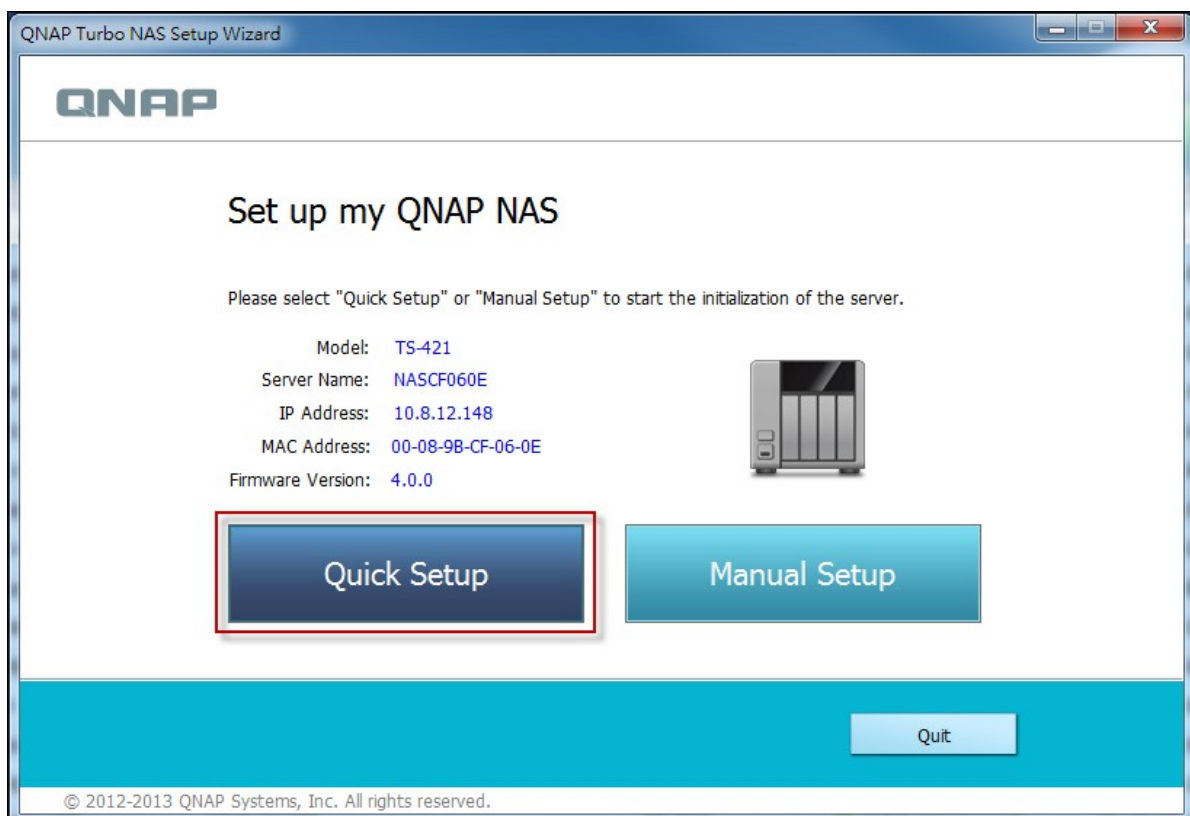 QNAP Turbo NAS Setup Wizard
QNAP
Set up my QNAP NAS
Please select "Quick Setup" or "Manual Setup" to start the initialization of the server.
Model: TS-421
Server Name: NASCF060E
IP Address: 10.8.12.148
MAC Address: 00-08-9B-CF-06-0E
Firmware Version: 4.0.0
Quick Setup Manual Setup
Quit
© 2012-2013 QNAP Systems, Inc. All rights reserved.